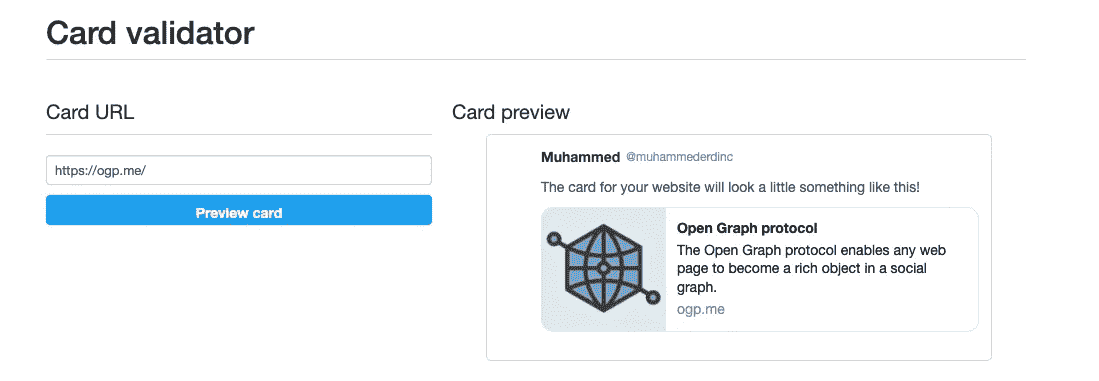 Card validator
Card URL
https://ogp.me/
Preview card
Card preview
Muhammed @muhammederdinc
The card for your website will look a little something like this!
Open Graph protocol
The Open Graph protocol enables any web
page to become a rich object in a social
graph.
ogp.me